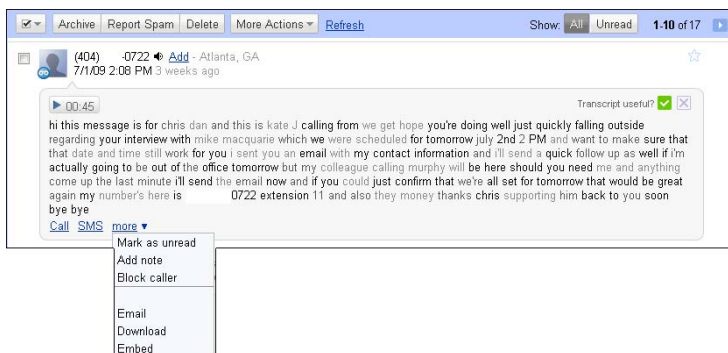 Archive Report Spam Delete More Actions Refresh Show: All Unread 1-10 of 17
(404) -0722 Add - Atlanta, GA
7/1/09 2:08 PM 3 weeks ago
00:45 Transcript useful?
hi this message is for chris dan and this is kate J calling from we get hope you're doing well just quickly falling outside
regarding your interview with mike macquarie which we were scheduled for tomorrow july 2nd 2 PM and want to make sure that
that date and time still work for you i sent you an email with my contact information and i'll send a quick follow up as well if i'm
actually going to be out of the office tomorrow but my colleague calling murphy will be here should you need me and anything
come up the last minute i'll send the email now and if you could just confirm that we're all set for tomorrow that would be great
again my number's here is 0722 extension 11 and also they money thanks chris supporting him back to you soon
bye bye
Call SMS more
Mark as unread
Add note
Block caller
Email
Download
Embed